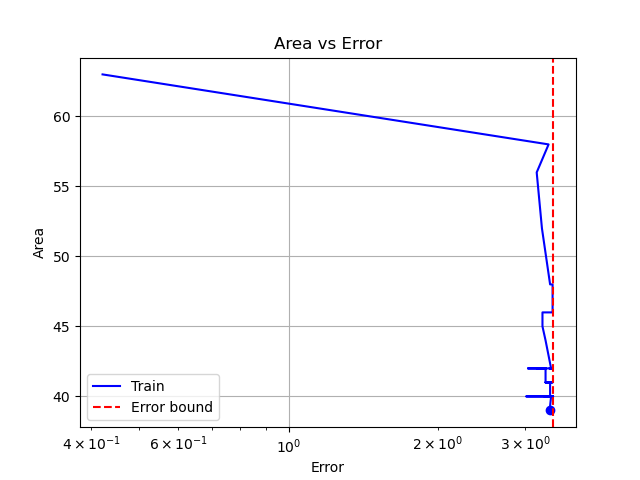 Area vs Error
60
55
50
45
40
Area
Train
Error bound
4 × 10⁻¹
6 × 10⁻¹
10⁰
2 × 10⁰
3 × 10⁰
Error